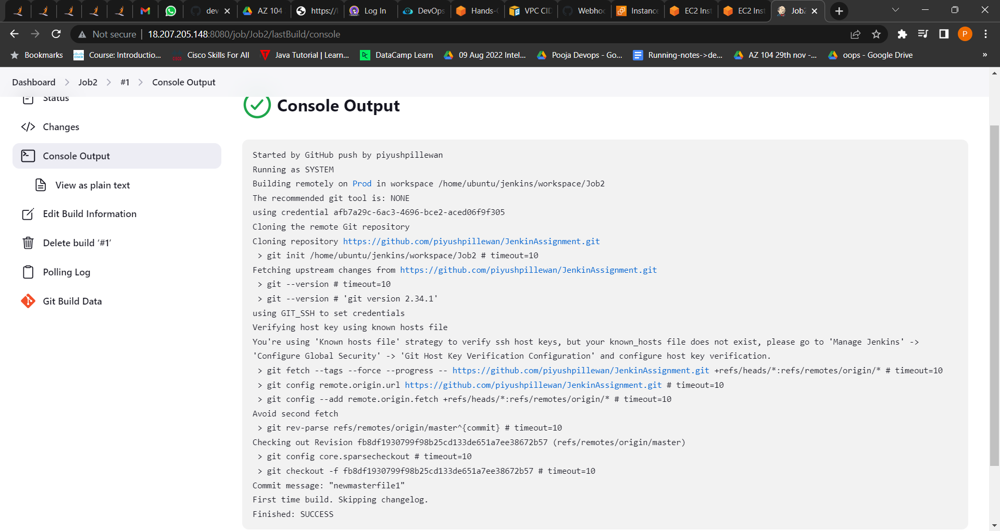 dev
AZ 104
https://
Log In
DevOps
Hands-
VPC CID
Webhoo
Instance
EC2 Inst
EC2 Inst
Job2
Not secure
18.207.205.148:8080/job/Job2/lastBuild/console
P
Bookmarks
Course: Introductio...
Cisco Skills For All
Java Tutorial | Learn...
DataCamp Learn
09 Aug 2022 Intel...
Pooja Devops - Go...
Running-notes->de...
AZ 104 29th nov -...
oops - Google Drive
»
Dashboard > Job2 > #1 > Console Output
Status
Changes
Console Output
View as plain text
Edit Build Information
Delete build ‘#1’
Polling Log
Git Build Data
Console Output
Started by GitHub push by piyushpillewan
Running as SYSTEM
Building remotely on Prod in workspace /home/ubuntu/jenkins/workspace/Job2
The recommended git tool is: NONE
using credential afb7a29c-6ac3-4696-bce2-aced06f9f305
Cloning the remote Git repository
Cloning repository https://github.com/piyushpillewan/JenkinAssignment.git
> git init /home/ubuntu/jenkins/workspace/Job2 # timeout=10
Fetching upstream changes from https://github.com/piyushpillewan/JenkinAssignment.git
> git --version # timeout=10
> git --version # 'git version 2.34.1'
using GIT_SSH to set credentials
Verifying host key using known hosts file
You're using 'Known hosts file' strategy to verify ssh host keys, but your known_hosts file does not exist, please go to 'Manage Jenkins' ->
'Configure Global Security' -> 'Git Host Key Verification Configuration' and configure host key verification.
> git fetch --tags --force --progress -- https://github.com/piyushpillewan/JenkinAssignment.git +refs/heads/*:refs/remotes/origin/* # timeout=10
> git config remote.origin.url https://github.com/piyushpillewan/JenkinAssignment.git # timeout=10
> git config --add remote.origin.fetch +refs/heads/*:refs/remotes/origin/* # timeout=10
Avoid second fetch
> git rev-parse refs/remotes/origin/master^{commit} # timeout=10
Checking out Revision fb8df1930799f98b25cd133de651a7ee38672b57 (refs/remotes/origin/master)
> git config core.sparsecheckout # timeout=10
> git checkout -f fb8df1930799f98b25cd133de651a7ee38672b57 # timeout=10
Commit message: "newmasterfile1"
First time build. Skipping changelog.
Finished: SUCCESS